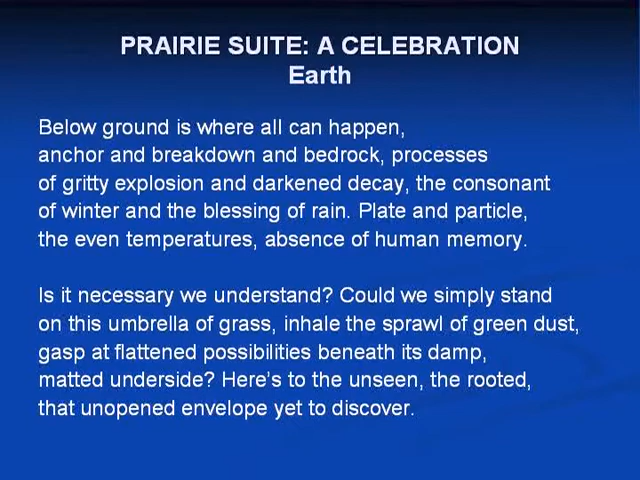 PRAIRIE SUITE: A CELEBRATION
Earth
Below ground is where all can happen,
anchor and breakdown and bedrock, processes
of gritty explosion and darkened decay, the consonant
of winter and the blessing of rain. Plate and particle,
the even temperatures, absence of human memory.
Is it necessary we understand? Could we simply stand
on this umbrella of grass, inhale the sprawl of green dust,
gasp at flattened possibilities beneath its damp,
matted underside? Here's to the unseen, the rooted,
that unopened envelope yet to discover.